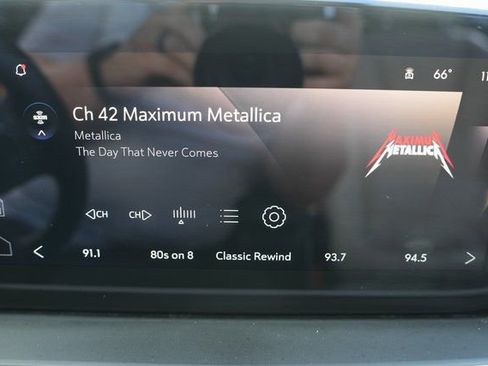 66°
11
Ch 42 Maximum Metallica
Metallica
The Day That Never Comes
MAXIMUM
METALLICA
CH
CH
91.1
80s on 8
Classic Rewind
93.7
94.5